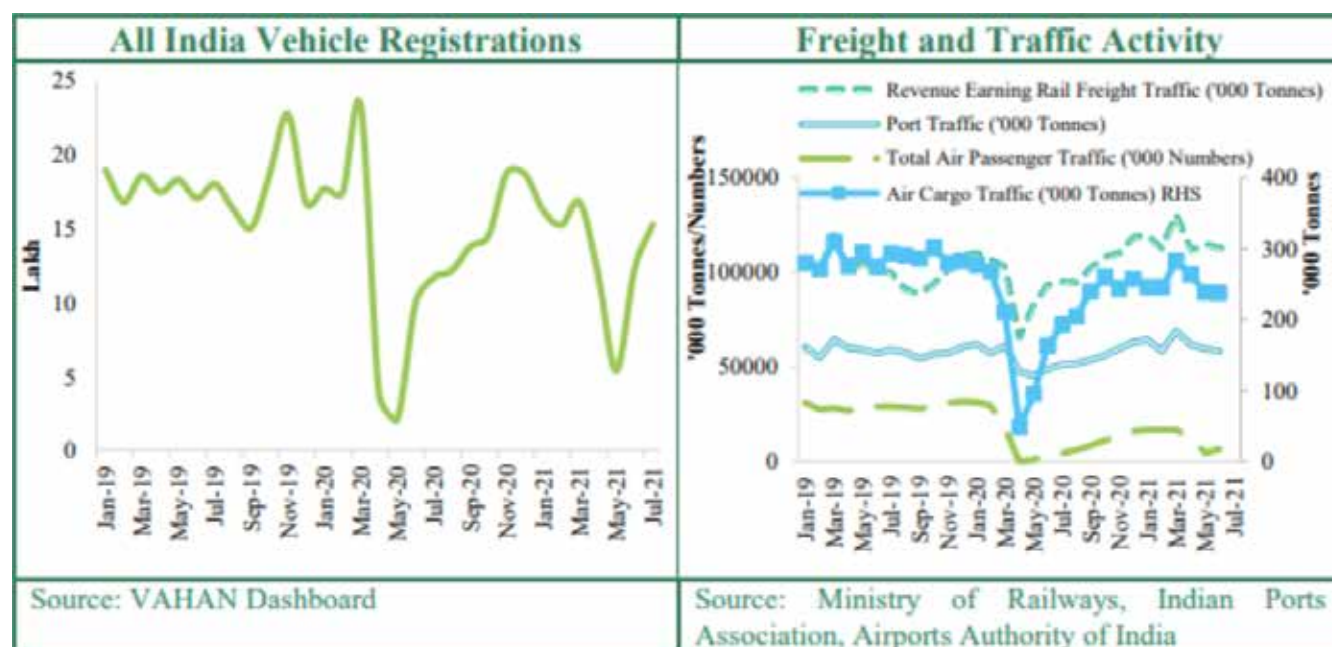 All India Vehicle Registrations
25
20
15
10
5
0
Lakh
Jan-19
Mar-19
May-19
Jul-19
Sep-19
Nov-19
Jan-20
Mar-20
May-20
Jul-20
Sep-20
Nov-20
Jan-21
Mar-21
May-21
Jul-21
Source: VAHAN Dashboard
Freight and Traffic Activity
Revenue Earning Rail Freight Traffic ('000 Tonnes)
Port Traffic ('000 Tonnes)
Total Air Passenger Traffic ('000 Numbers)
Air Cargo Traffic ('000 Tonnes) RHS
'000 Tonnes/Numbers
150000
100000
50000
0
400
300
200
100
0
'000 Tonnes
Jan-19
Mar-19
May-19
Jul-19
Sep-19
Nov-19
Jan-20
Mar-20
May-20
Jul-20
Sep-20
Nov-20
Jan-21
Mar-21
May-21
Jul-21
Source: Ministry of Railways, Indian Ports
Association, Airports Authority of India